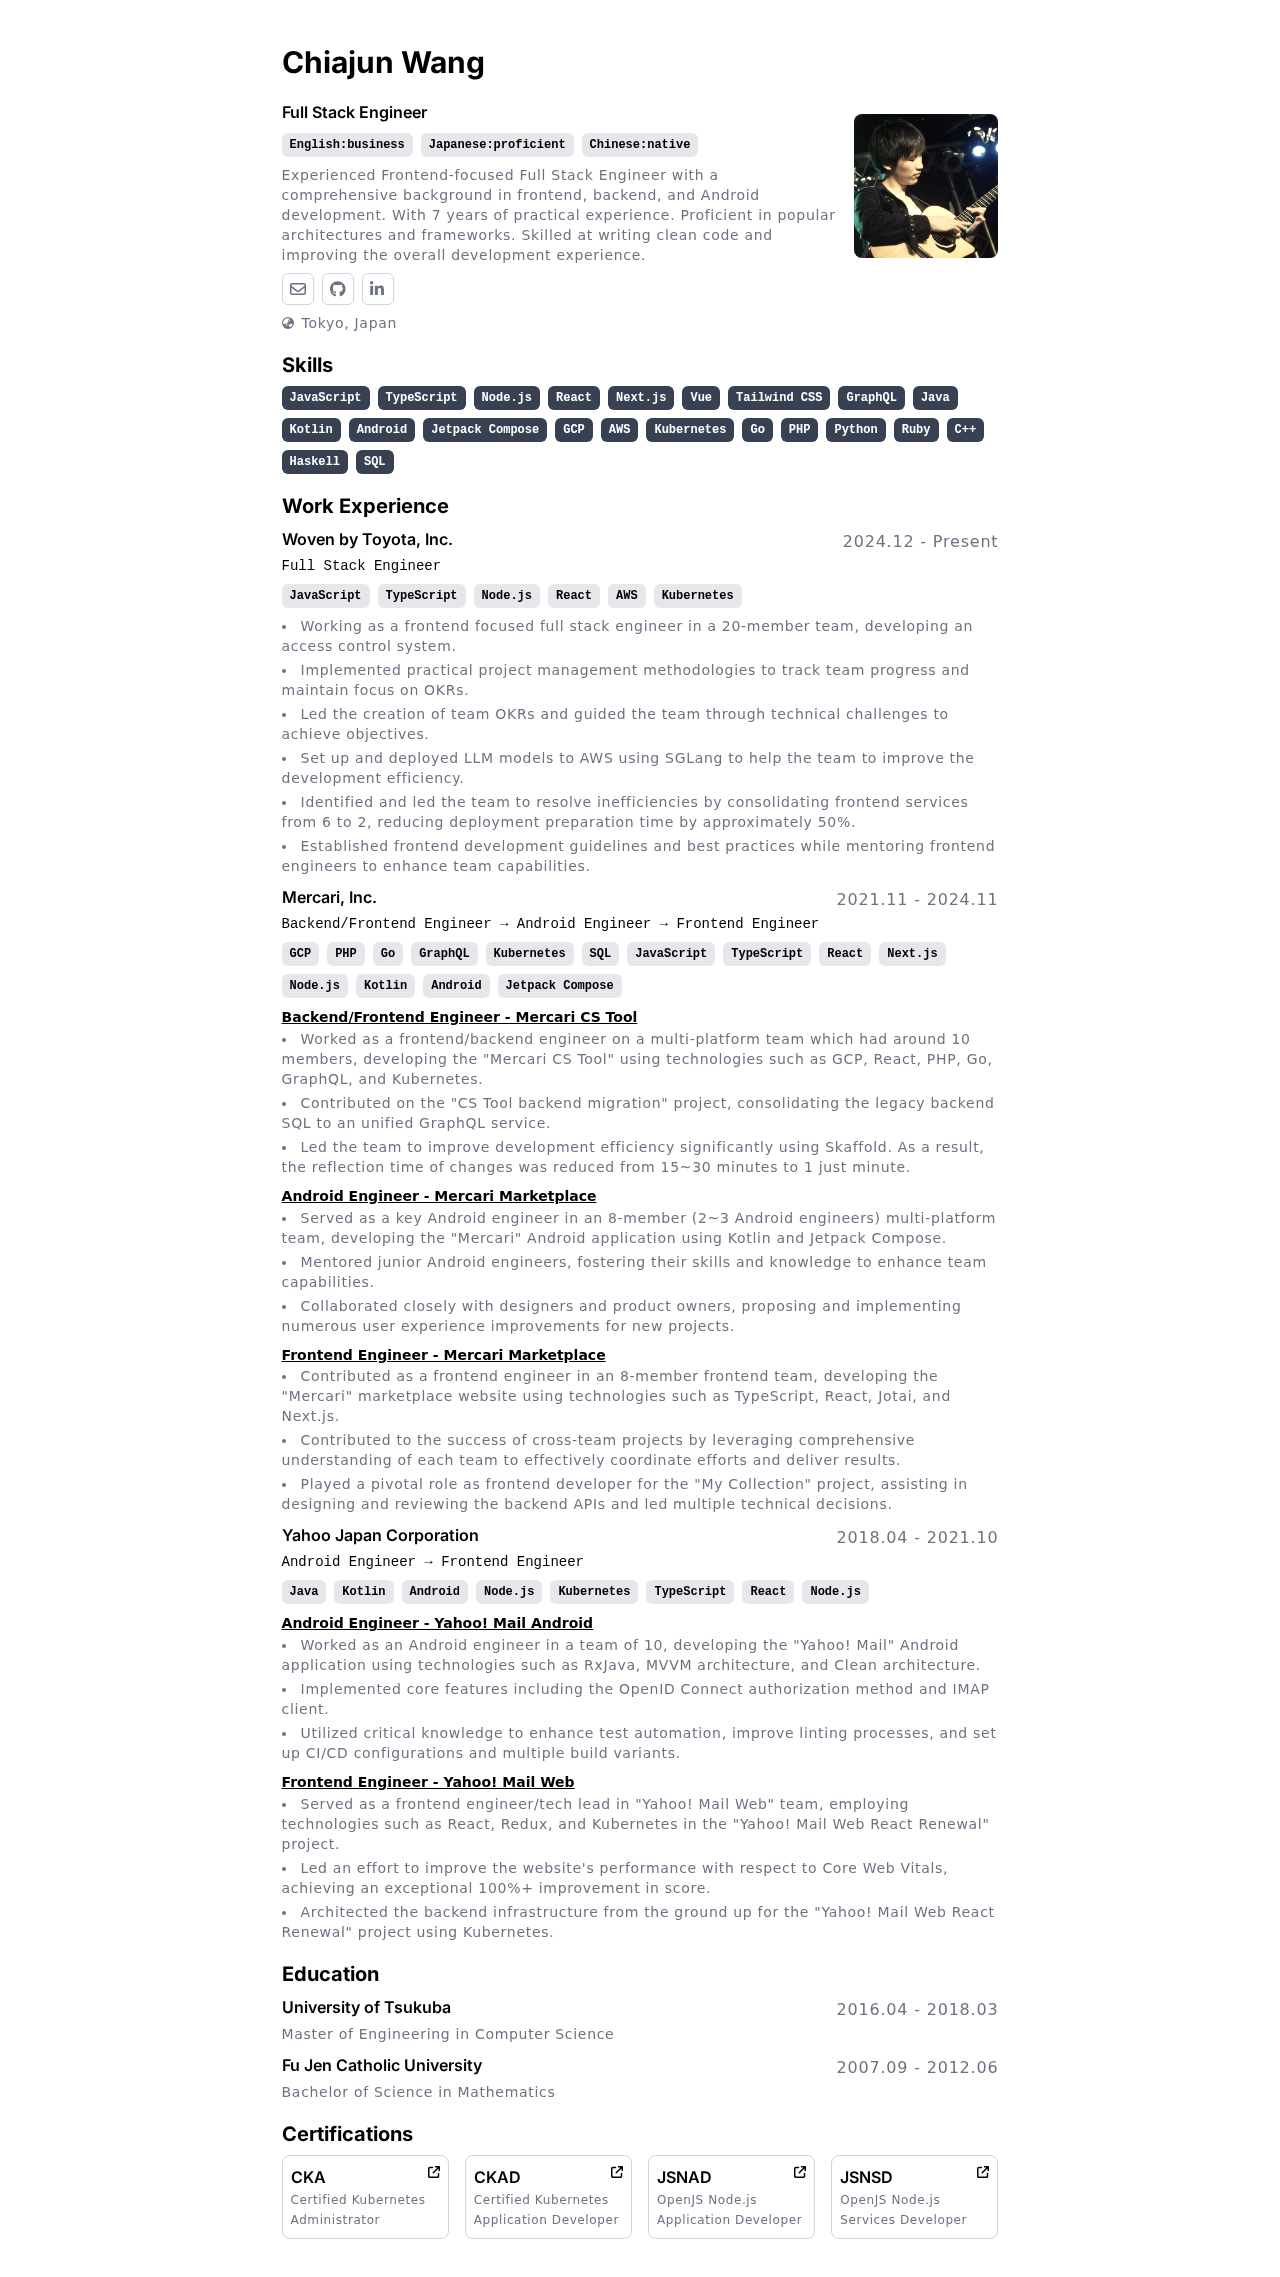 Chiajun Wang
Full Stack Engineer
English:business Japanese:proficient Chinese:native
Experienced Frontend-focused Full Stack Engineer with a
comprehensive background in frontend, backend, and Android
development. With 7 years of practical experience. Proficient in popular
architectures and frameworks. Skilled at writing clean code and
improving the overall development experience.
Tokyo, Japan
Skills
JavaScript TypeScript Node.js React Next.js Vue Tailwind CSS GraphQL Java
Kotlin Android Jetpack Compose GCP AWS Kubernetes Go PHP Python Ruby C++
Haskell SQL
Work Experience
Woven by Toyota, Inc. 2024.12 - Present
Full Stack Engineer
JavaScript TypeScript Node.js React AWS Kubernetes
• Working as a frontend focused full stack engineer in a 20-member team, developing an
access control system.
• Implemented practical project management methodologies to track team progress and
maintain focus on OKRs.
• Led the creation of team OKRs and guided the team through technical challenges to
achieve objectives.
• Set up and deployed LLM models to AWS using SGLang to help the team to improve the
development efficiency.
• Identified and led the team to resolve inefficiencies by consolidating frontend services
from 6 to 2, reducing deployment preparation time by approximately 50%.
• Established frontend development guidelines and best practices while mentoring frontend
engineers to enhance team capabilities.
Mercari, Inc. 2021.11 - 2024.11
Backend/Frontend Engineer → Android Engineer → Frontend Engineer
GCP PHP Go GraphQL Kubernetes SQL JavaScript TypeScript React Next.js
Node.js Kotlin Android Jetpack Compose
Backend/Frontend Engineer - Mercari CS Tool
• Worked as a frontend/backend engineer on a multi-platform team which had around 10
members, developing the "Mercari CS Tool" using technologies such as GCP, React, PHP, Go,
GraphQL, and Kubernetes.
• Contributed on the "CS Tool backend migration" project, consolidating the legacy backend
SQL to an unified GraphQL service.
• Led the team to improve development efficiency significantly using Skaffold. As a result,
the reflection time of changes was reduced from 15~30 minutes to 1 just minute.
Android Engineer - Mercari Marketplace
• Served as a key Android engineer in an 8-member (2~3 Android engineers) multi-platform
team, developing the "Mercari" Android application using Kotlin and Jetpack Compose.
• Mentored junior Android engineers, fostering their skills and knowledge to enhance team
capabilities.
• Collaborated closely with designers and product owners, proposing and implementing
numerous user experience improvements for new projects.
Frontend Engineer - Mercari Marketplace
• Contributed as a frontend engineer in an 8-member frontend team, developing the
"Mercari" marketplace website using technologies such as TypeScript, React, Jotai, and
Next.js.
• Contributed to the success of cross-team projects by leveraging comprehensive
understanding of each team to effectively coordinate efforts and deliver results.
• Played a pivotal role as frontend developer for the "My Collection" project, assisting in
designing and reviewing the backend APIs and led multiple technical decisions.
Yahoo Japan Corporation 2018.04 - 2021.10
Android Engineer → Frontend Engineer
Java Kotlin Android Node.js Kubernetes TypeScript React Node.js
Android Engineer - Yahoo! Mail Android
• Worked as an Android engineer in a team of 10, developing the "Yahoo! Mail" Android
application using technologies such as RxJava, MVVM architecture, and Clean architecture.
• Implemented core features including the OpenID Connect authorization method and IMAP
client.
• Utilized critical knowledge to enhance test automation, improve linting processes, and set
up CI/CD configurations and multiple build variants.
Frontend Engineer - Yahoo! Mail Web
• Served as a frontend engineer/tech lead in "Yahoo! Mail Web" team, employing
technologies such as React, Redux, and Kubernetes in the "Yahoo! Mail Web React Renewal"
project.
• Led an effort to improve the website's performance with respect to Core Web Vitals,
achieving an exceptional 100%+ improvement in score.
• Architected the backend infrastructure from the ground up for the "Yahoo! Mail Web React
Renewal" project using Kubernetes.
Education
University of Tsukuba 2016.04 - 2018.03
Master of Engineering in Computer Science
Fu Jen Catholic University 2007.09 - 2012.06
Bachelor of Science in Mathematics
Certifications
CKA
Certified Kubernetes
Administrator
CKAD
Certified Kubernetes
Application Developer
JSNAD
OpenJS Node.js
Application Developer
JSNSD
OpenJS Node.js
Services Developer